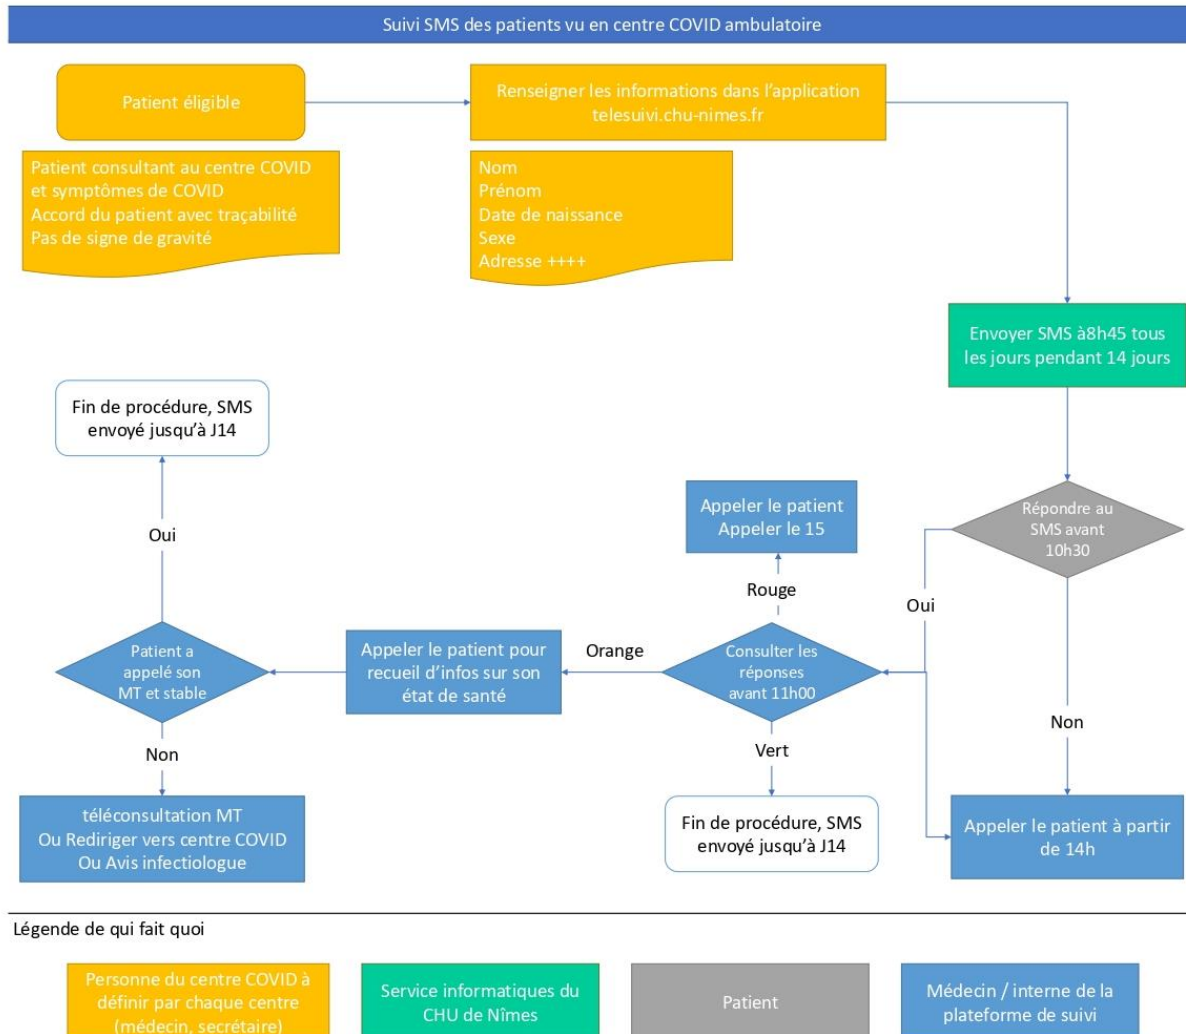 Suivi SMS des patients vu en centre COVID ambulatoire
Patient éligible
Renseigner les informations dans l'application
telesuivi.chu-nimes.fr
Patient consultant au centre COVID
et symptômes de COVID
Accord du patient avec traçabilité
Pas de signe de gravité
Nom
Prénom
Date de naissance
Sexe
Adresse ++++
Envoyer SMS à8h45 tous
les jours pendant 14 jours
Fin de procédure, SMS
envoyé jusqu'à J14
Appeler le patient
Appeler le 15
Répondre au
SMS avant
10h30
Oui
Rouge
Oui
Patient a
appelé son
MT et stable
Appeler le patient pour
recueil d'infos sur son
état de santé
Orange
Consulter les
réponses
avant 11h00
Non
Vert
Non
téléconsultation MT
Ou Rediriger vers centre COVID
Ou Avis infectiologue
Fin de procédure, SMS
envoyé jusqu'à J14
Appeler le patient à partir
de 14h
Légende de qui fait quoi
Personne du centre COVID à
définir par chaque centre
(médecin, secrétaire)
Service informatiques du
CHU de Nîmes
Patient
Médecin / interne de la
plateforme de suivi